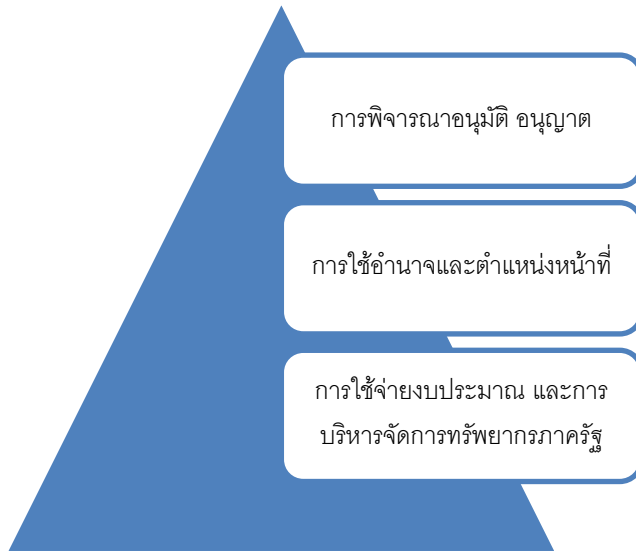 การพิจารณาอนุมัติ อนุญาต
การใช้อำนาจและตำแหน่งหน้าที่
การใช้จ่ายงบประมาณ และการ
บริหารจัดการทรัพยากรภาครัฐ